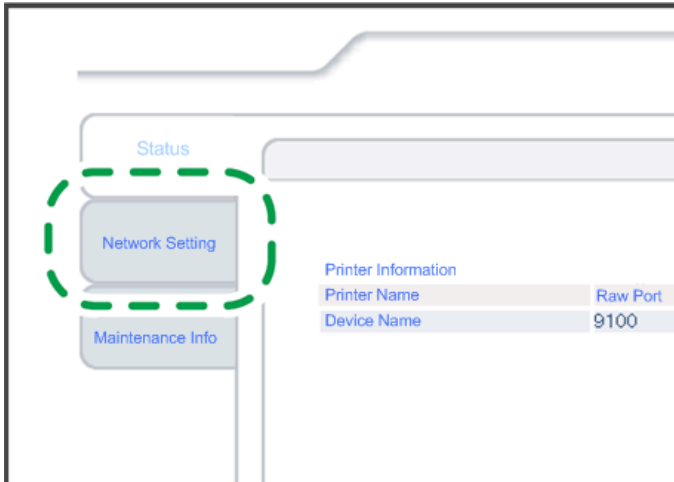 Status
Network Setting
Maintenance Info
Printer Information
Printer Name Raw Port
Device Name 9100